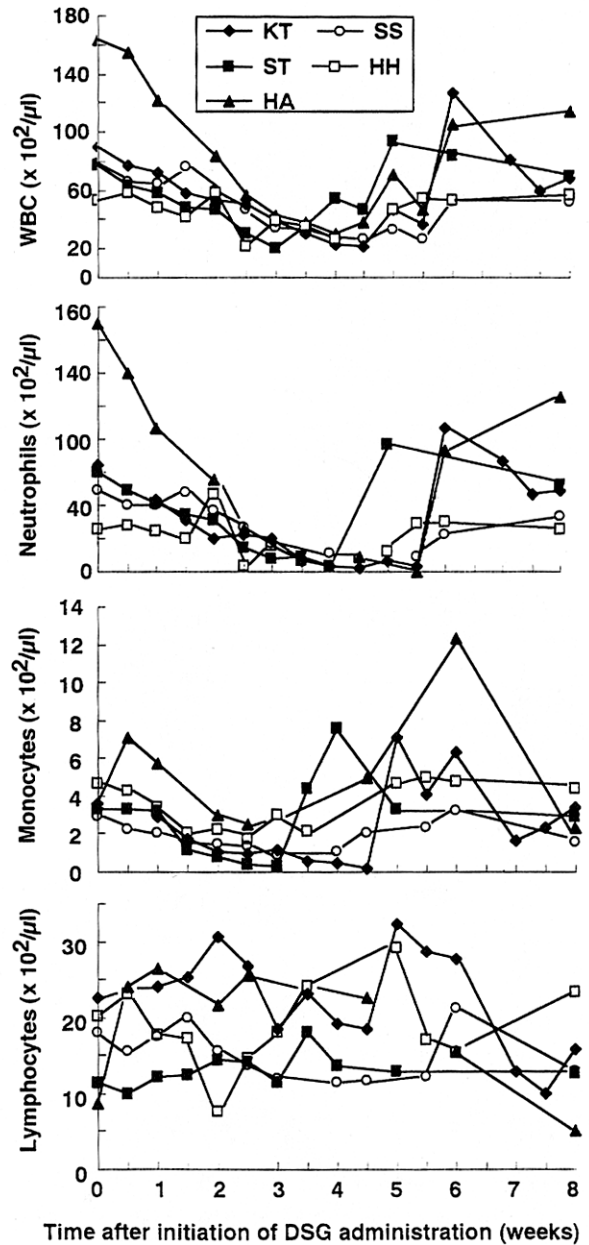 180
140
100
60
20
0
WBC (x 10²/µl)
KT SS
ST HH
HA
160
140
100
40
0
Neutrophils (x 10²/µl)
14
12
10
8
6
4
2
0
Monocytes (x 10²/µl)
30
20
10
0
Lymphocytes (x 10²/µl)
0 1 2 3 4 5 6 7 8
Time after initiation of DSG administration (weeks)